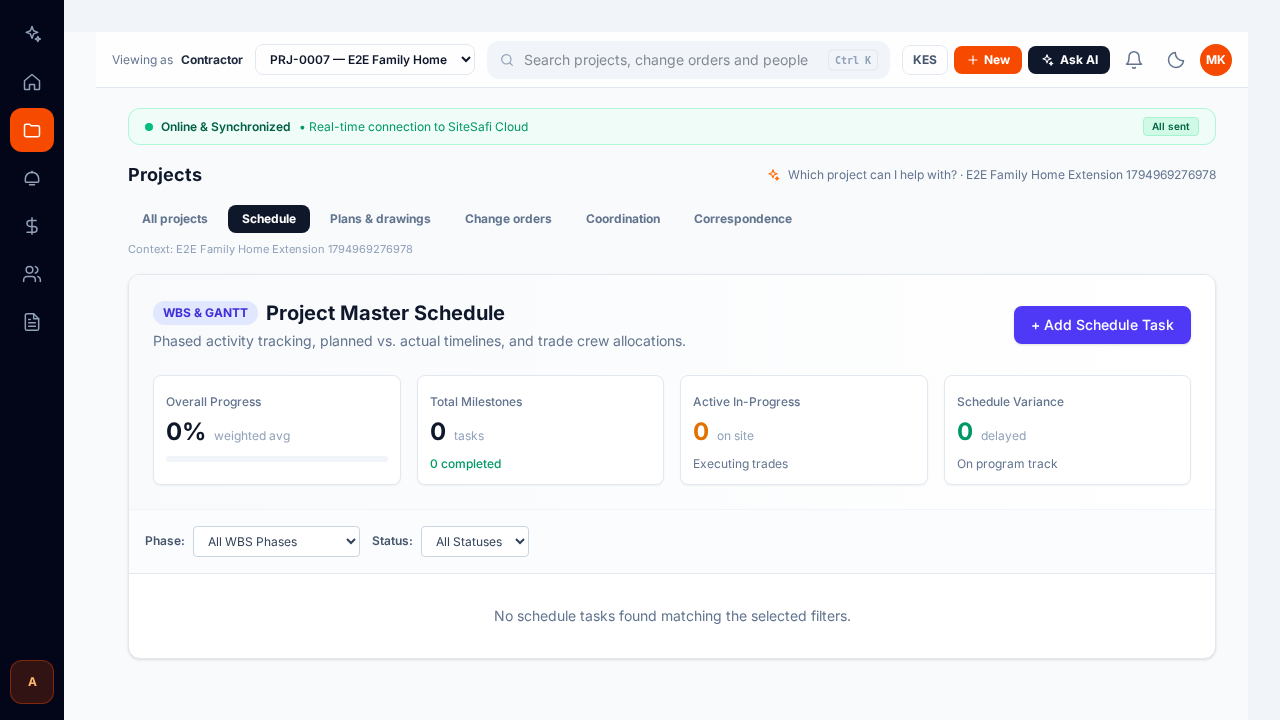 Viewing as Contractor PRJ-0007 — E2E Family Home Search projects, change orders and people Ctrl K KES + New Ask AI MK
Online & Synchronized • Real-time connection to SiteSafi Cloud All sent
Projects Which project can I help with? · E2E Family Home Extension 1794969276978
All projects Schedule Plans & drawings Change orders Coordination Correspondence
Context: E2E Family Home Extension 1794969276978
WBS & GANTT Project Master Schedule
+ Add Schedule Task
Phased activity tracking, planned vs. actual timelines, and trade crew allocations.
Overall Progress Total Milestones Active In-Progress Schedule Variance
0% weighted avg 0 tasks 0 on site 0 delayed
0 completed Executing trades On program track
Phase: All WBS Phases Status: All Statuses
No schedule tasks found matching the selected filters.
A